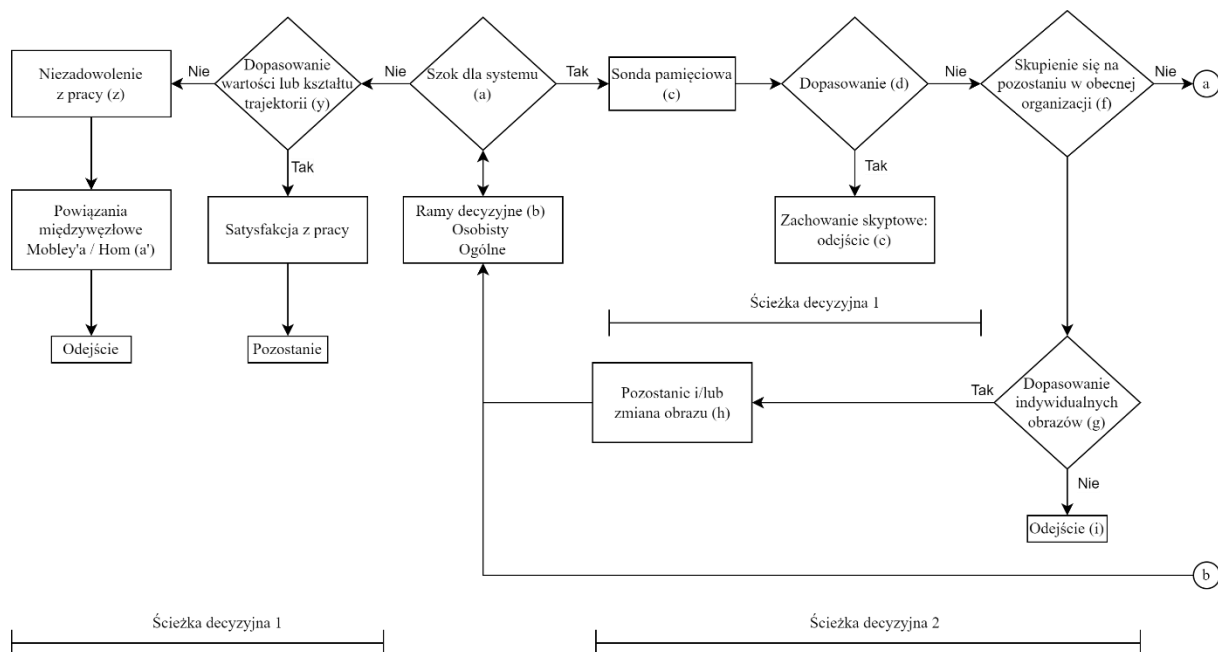 Niezadowolenie
z pracy (z)
Nie
Dopasowanie
wartości lub kształtu
trajektorii (y)
Nie
Szok dla systemu
(a)
Tak
Sonda pamięciowa
(c)
Dopasowanie (d)
Nie
Skupienie się na
pozostaniu w obecnej
organizacji (f)
Nie
a
Tak
Tak
Powiązania
międzywęzłowe
Mobley'a / Hom (a')
Satysfakcja z pracy
Ramy decyzyjne (b)
Osobisty
Ogólne
Zachowanie skyptowe:
odejście (e)
Ścieżka decyzyjna 1
Odejście
Pozostanie
Pozostanie i/lub
zmiana obrazu (h)
Tak
Dopasowanie
indywidualnych
obrazów (g)
Nie
Odejście (i)
b
Ścieżka decyzyjna 1
Ścieżka decyzyjna 2